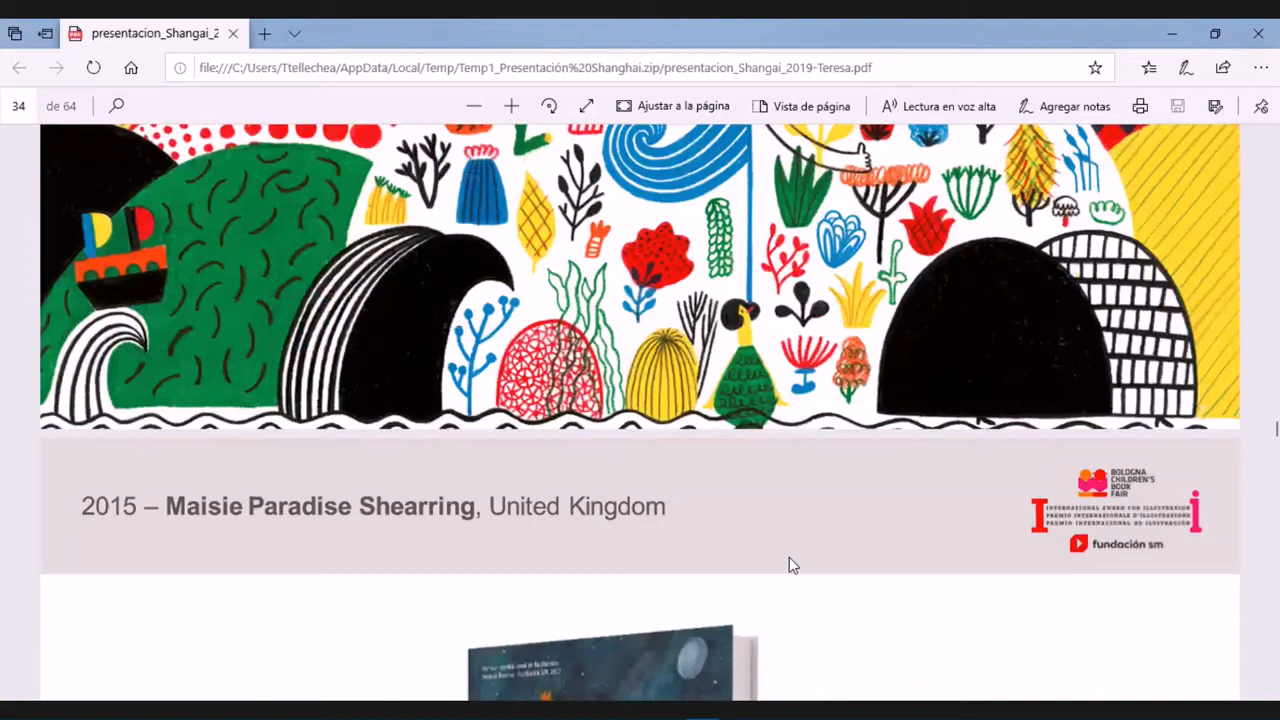 presentacion_Shangai_2
file:///C:/Users/Ttellechea/AppData/Local/Temp/Temp1_Presentación%20Shanghai.zip/presentacion_Shangai_2019-Teresa.pdf
34 de 64
Ajustar a la página
Vista de página
Lectura en voz alta
Agregar notas
2015 – Maisie Paradise Shearring, United Kingdom
BOLOGNA
CHILDREN'S
BOOK
FAIR
INTERNATIONAL AWARD FOR ILLUSTRATION
PREMIO INTERNAZIONALE D'ILLUSTRAZIONE
PREMIO INTERNACIONAL DE ILUSTRACIÓN
fundación sm